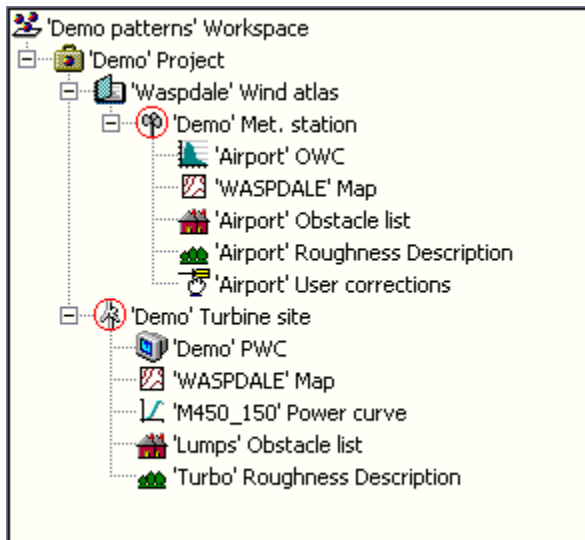 'Demo patterns' Workspace
'Demo' Project
'Waspdale' Wind atlas
'Demo' Met. station
'Airport' OWC
'WASPDALE' Map
'Airport' Obstacle list
'Airport' Roughness Description
'Airport' User corrections
'Demo' Turbine site
'Demo' PWC
'WASPDALE' Map
'M450_150' Power curve
'Lumps' Obstacle list
'Turbo' Roughness Description